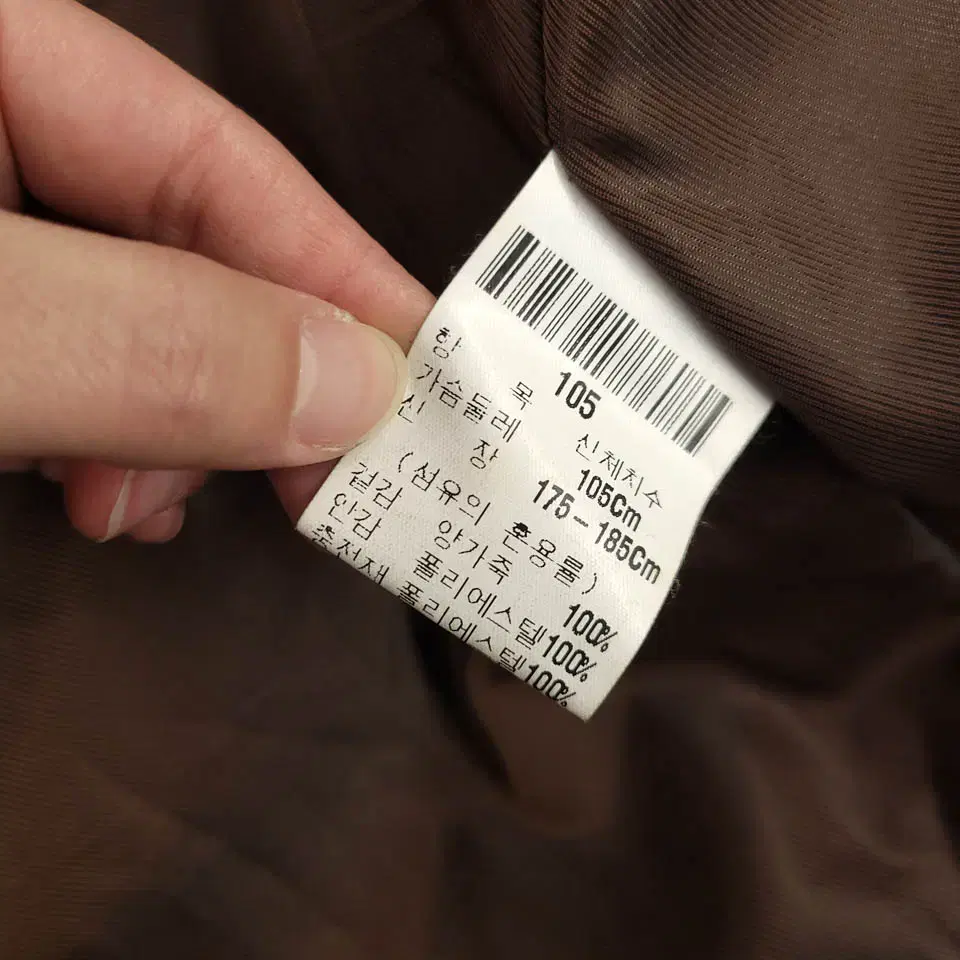 105
항 목 신체치수
가슴둘레 105Cm
신 장 175-185Cm
(섬유의 혼용률)
겉감 양가죽 100%
안감 폴리에스텔 100%
충전재 폴리에스텔 100%